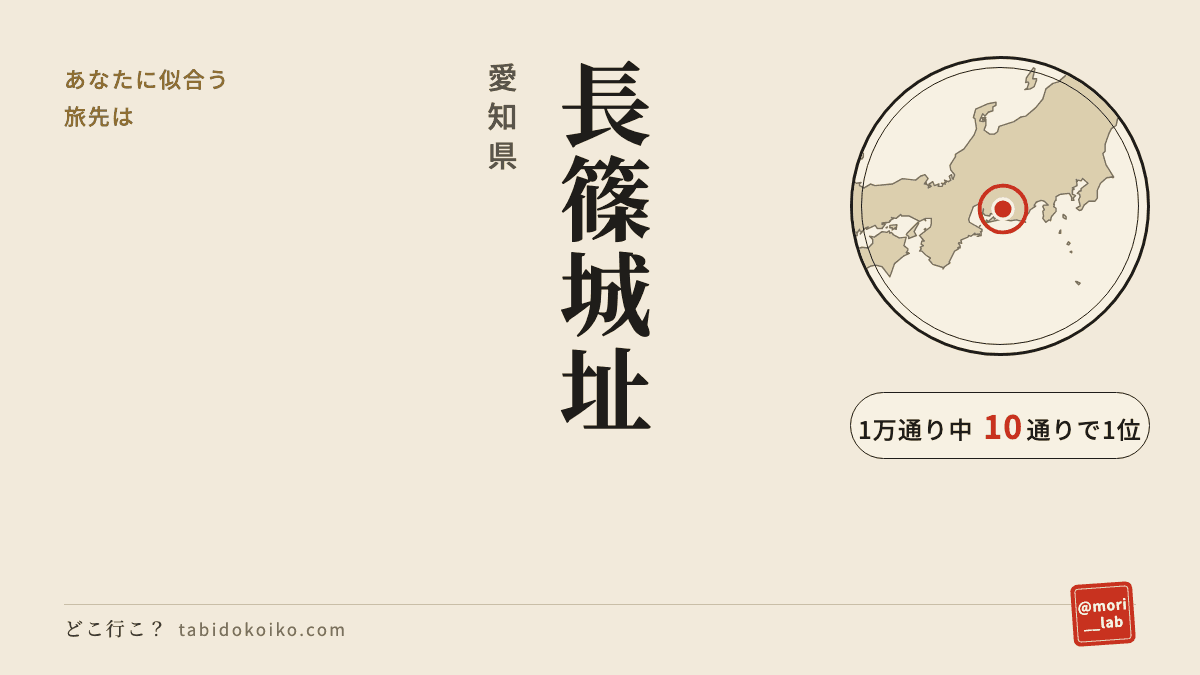 あなたに似合う
旅先は
長篠城址
愛知県
1万通り中 10通りで1位
どこ行こ? tabidokoiko.com
@mori
__lab